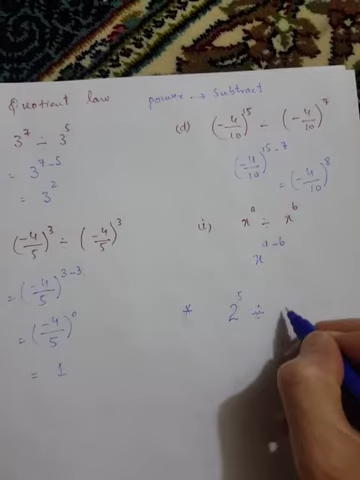 Quotient law power → subtract
3^7 ÷ 3^5
= 3^{7-5}
= 3^2
(-4/5)^3 ÷ (-4/5)^3
= (-4/5)^{3-3}
= (-4/5)^0
= 1
(d) (-4/10)^15 ÷ (-4/10)^7
(-4/10)^{15-7}
= (-4/10)^8
ii) x^a ÷ x^b
x^{a-b}
* 2^5 ÷